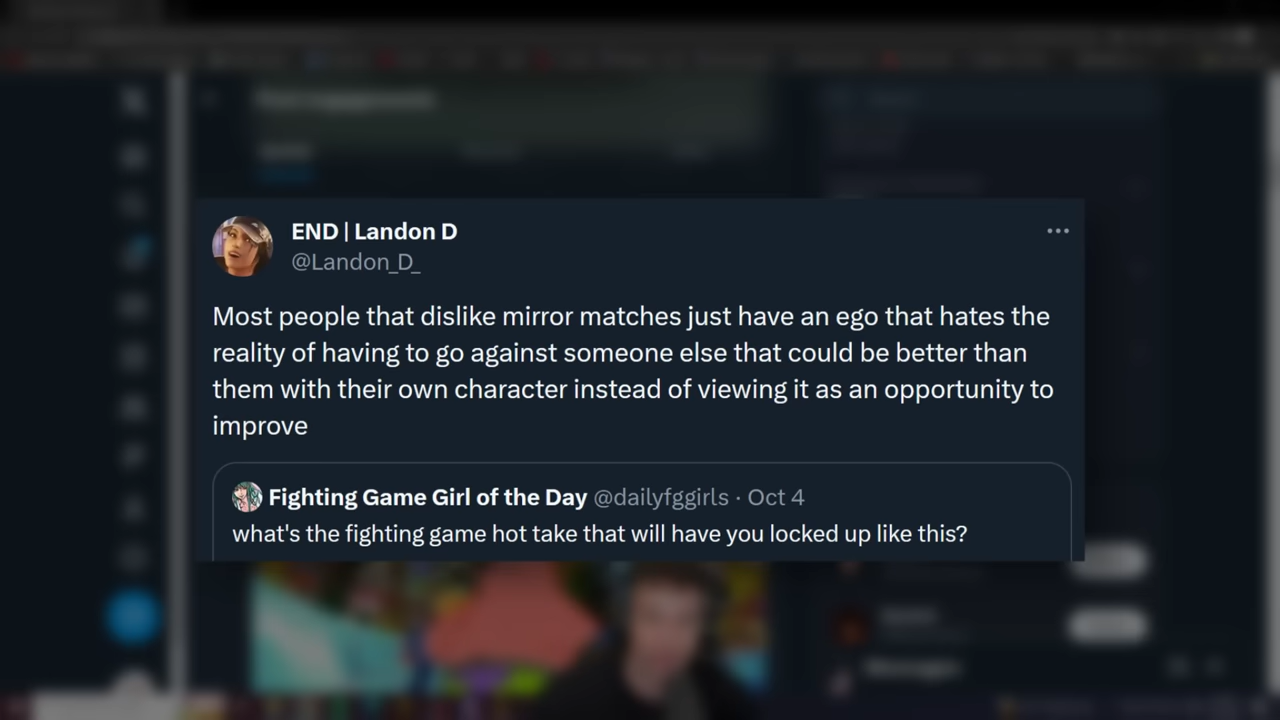 END | Landon D
@Landon_D_
Most people that dislike mirror matches just have an ego that hates the
reality of having to go against someone else that could be better than
them with their own character instead of viewing it as an opportunity to
improve
Fighting Game Girl of the Day @dailyfggirls · Oct 4
what's the fighting game hot take that will have you locked up like this?